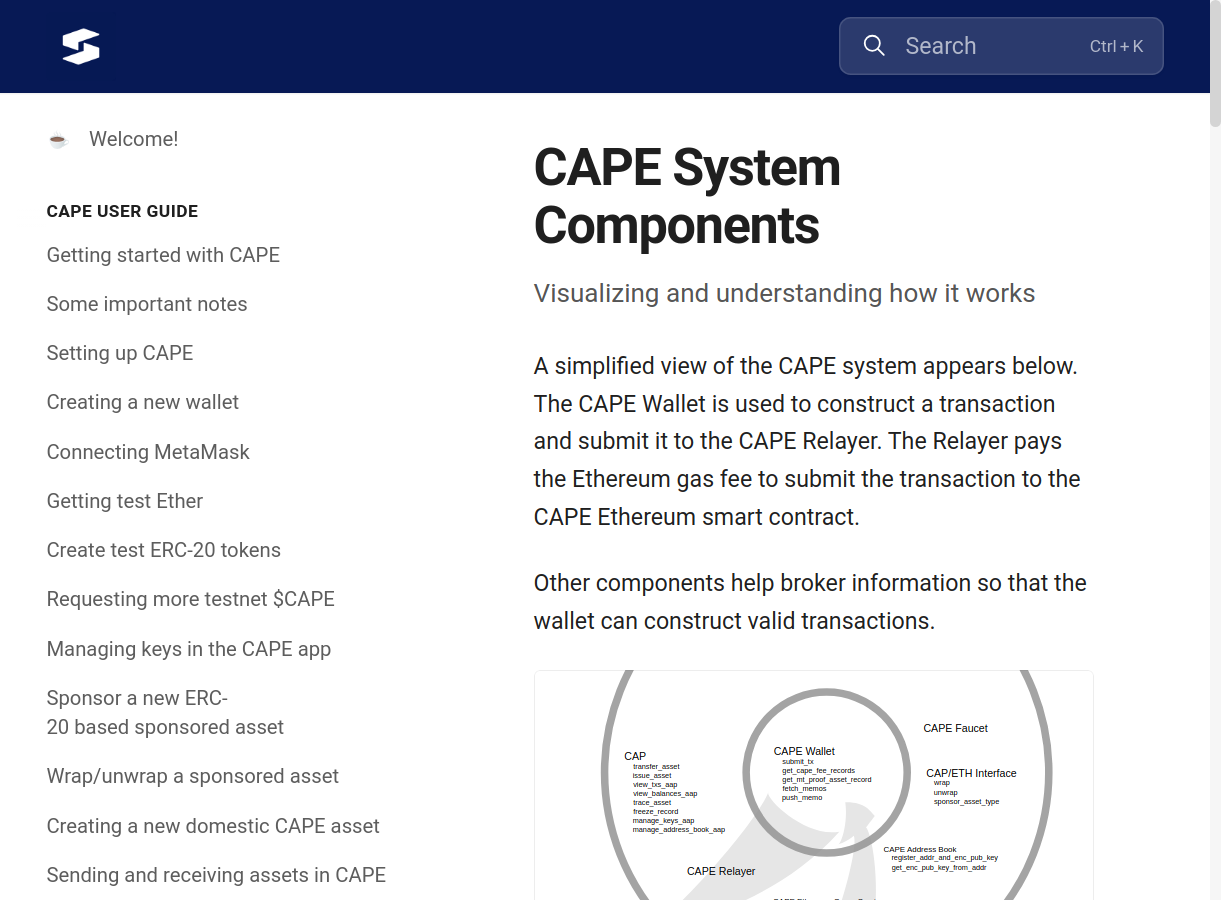 Search
Ctrl + K
Welcome!
CAPE USER GUIDE
Getting started with CAPE
Some important notes
Setting up CAPE
Creating a new wallet
Connecting MetaMask
Getting test Ether
Create test ERC-20 tokens
Requesting more testnet $CAPE
Managing keys in the CAPE app
Sponsor a new ERC-
20 based sponsored asset
Wrap/unwrap a sponsored asset
Creating a new domestic CAPE asset
Sending and receiving assets in CAPE
CAPE System
Components
Visualizing and understanding how it works
A simplified view of the CAPE system appears below.
The CAPE Wallet is used to construct a transaction
and submit it to the CAPE Relayer. The Relayer pays
the Ethereum gas fee to submit the transaction to the
CAPE Ethereum smart contract.
Other components help broker information so that the
wallet can construct valid transactions.
CAP
transfer_asset
issue_asset
view_txs_aap
view_balances_aap
trace_asset
freeze_record
manage_keys_aap
manage_address_book_aap
CAPE Wallet
submit_tx
get_cape_fee_records
get_mt_proof_asset_record
fetch_memos
push_memo
CAPE Faucet
CAP/ETH Interface
wrap
unwrap
sponsor_asset_type
CAPE Address Book
register_addr_and_enc_pub_key
get_enc_pub_key_from_addr
CAPE Relayer